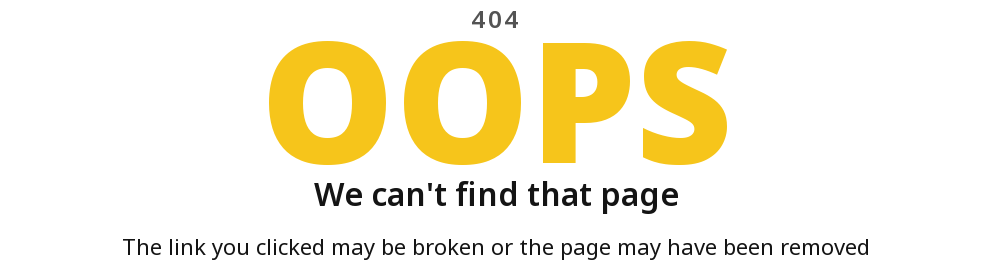 404
OOPS
We can't find that page
The link you clicked may be broken or the page may have been removed